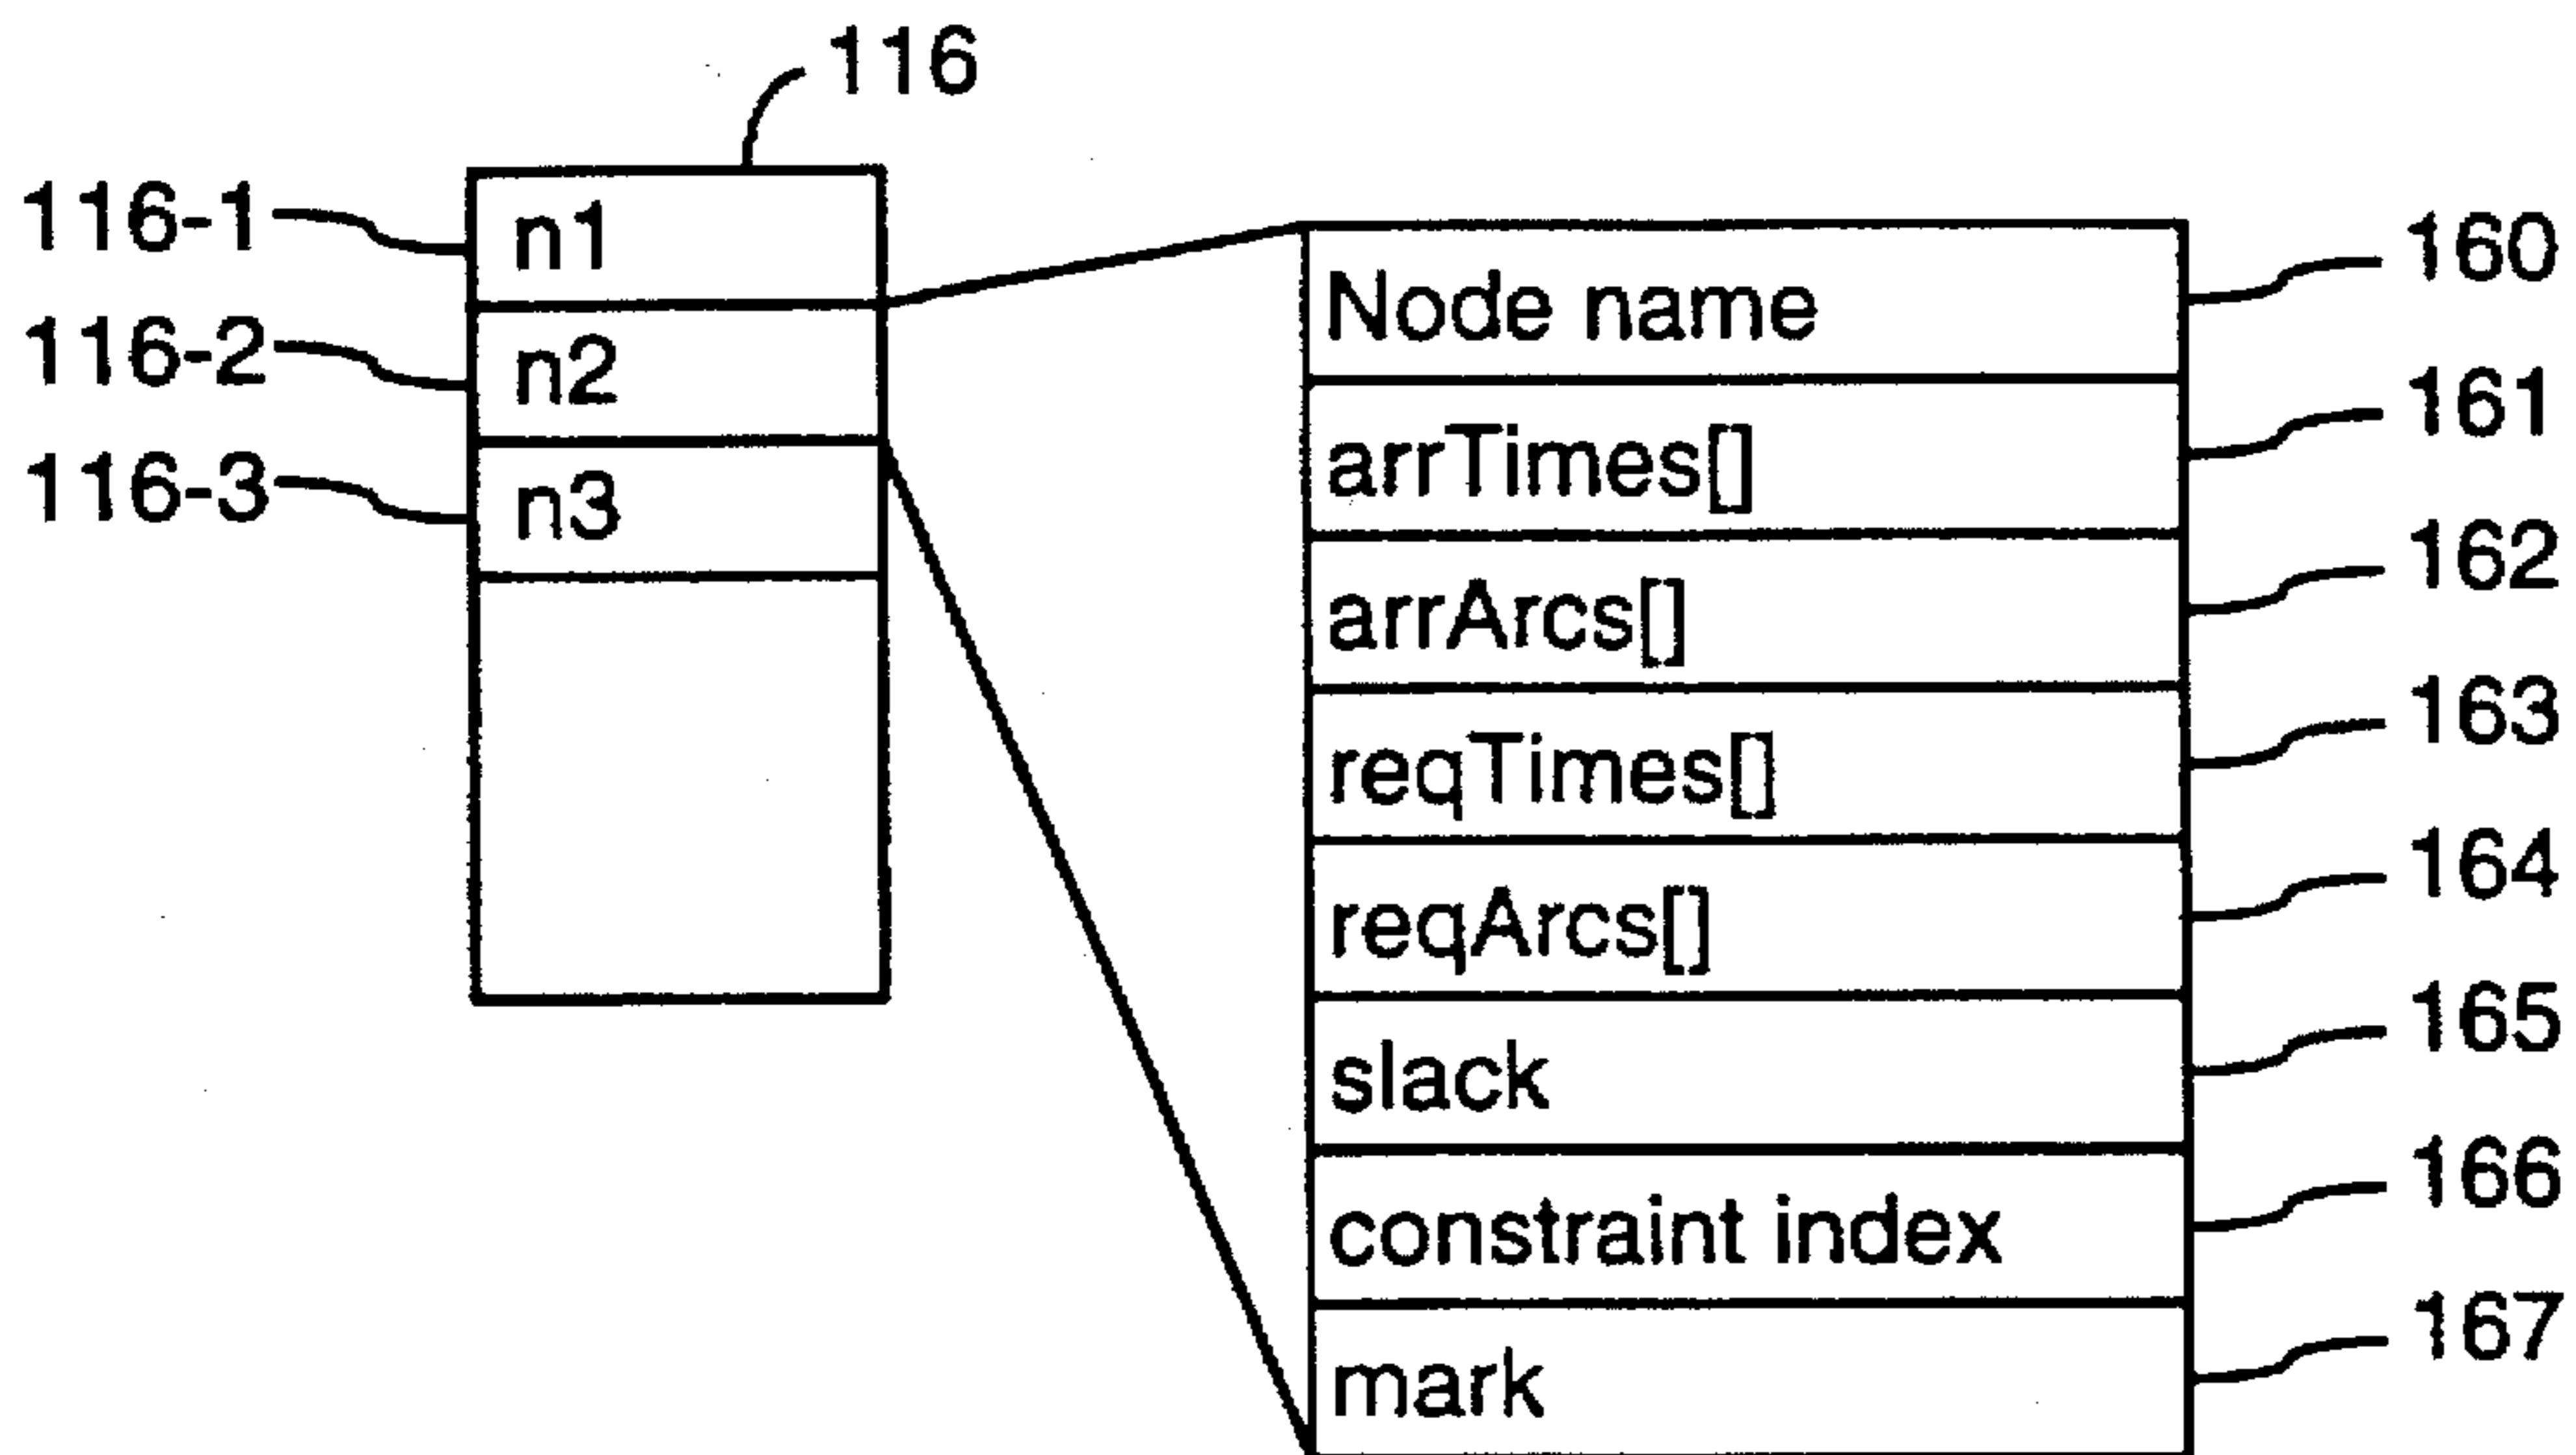 116
116-1 n1
116-2 n2
116-3 n3
Node name 160
arrTimes[] 161
arrArcs[] 162
reqTimes[] 163
reqArcs[] 164
slack 165
constraint index 166
mark 167